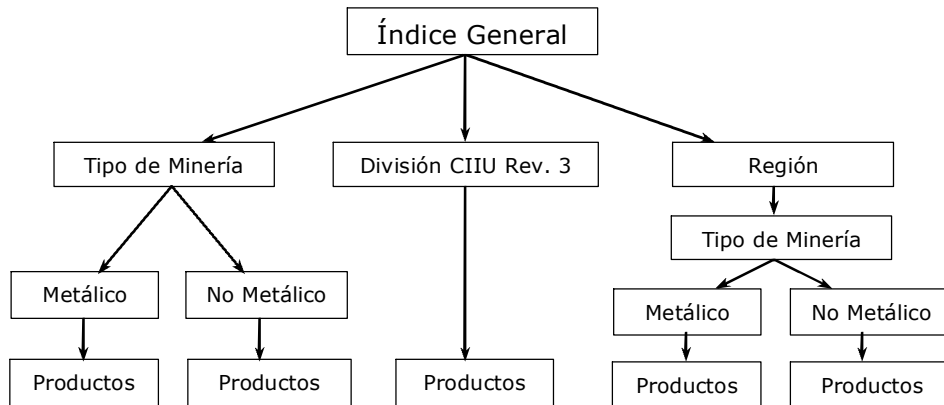 Índice General
Tipo de Minería
División CIIU Rev. 3
Región
Tipo de Minería
Metálico
No Metálico
Metálico
No Metálico
Productos
Productos
Productos
Productos
Productos